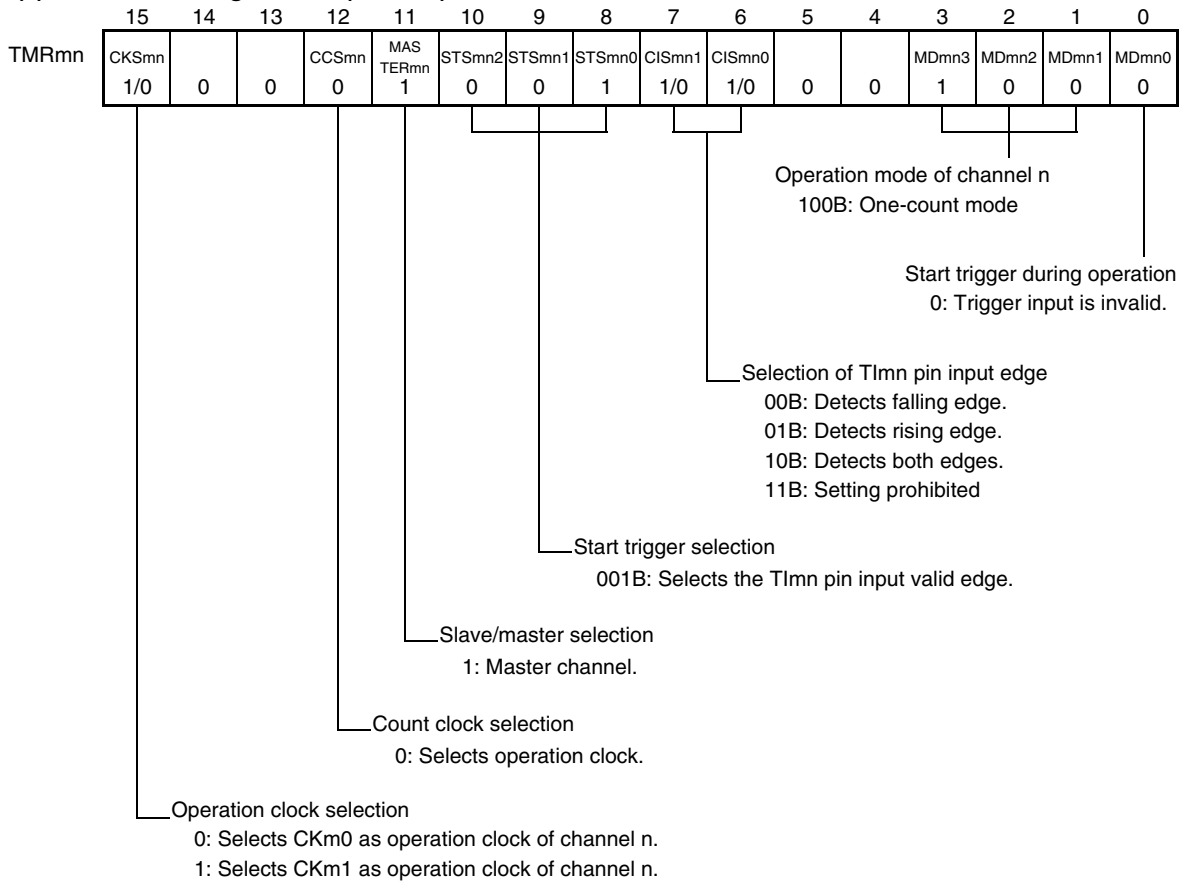 15 14 13 12 11 10 9 8 7 6 5 4 3 2 1 0
TMRmn CKSmn CCSmn MAS TERmn STSmn2 STSmn1 STSmn0 CISmn1 CISmn0 MDmn3 MDmn2 MDmn1 MDmn0
1/0 0 0 0 1 0 0 1 1/0 1/0 0 0 1 0 0 0
Operation mode of channel n
100B: One-count mode
Start trigger during operation
0: Trigger input is invalid.
Selection of TImn pin input edge
00B: Detects falling edge.
01B: Detects rising edge.
10B: Detects both edges.
11B: Setting prohibited
Start trigger selection
001B: Selects the TImn pin input valid edge.
Slave/master selection
1: Master channel.
Count clock selection
0: Selects operation clock.
Operation clock selection
0: Selects CKm0 as operation clock of channel n.
1: Selects CKm1 as operation clock of channel n.